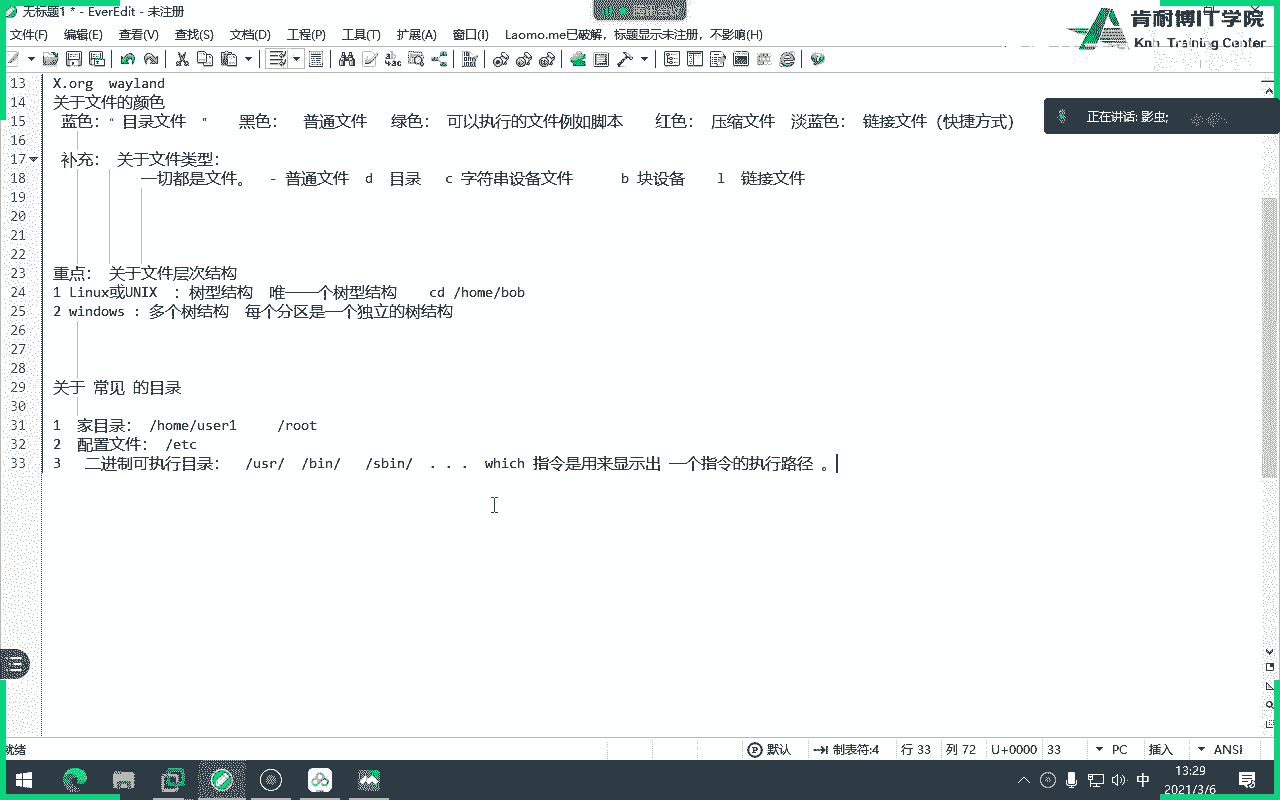 无标题1 * - EverEdit - 未注册
肯耐博IT学院
Knb Training Center
文件(F) 编辑(E) 查看(V) 查找(S) 文档(D) 工程(P) 工具(T) 扩展(A) 窗口(I) Laomo.me已破解，标题显示未注册，不影响(H)
正在讲话: 影虫;
13 X.org wayland
14 关于文件的颜色
15 蓝色：" 目录文件 " 黑色： 普通文件 绿色： 可以执行的文件例如脚本 红色： 压缩文件 淡蓝色： 链接文件（快捷方式）
16
17 补充： 关于文件类型：
18 一切都是文件。 - 普通文件 d 目录 c 字符串设备文件 b 块设备 l 链接文件
19
20
21
22
23 重点： 关于文件层次结构
24 1 Linux或UNIX ：树型结构 唯一一个树型结构 cd /home/bob
25 2 windows : 多个树结构 每个分区是一个独立的树结构
26
27
28
29 关于 常见 的目录
30
31 1 家目录： /home/user1 /root
32 2 配置文件： /etc
33 3 二进制可执行目录： /usr/ /bin/ /sbin/ . . . which 指令是用来显示出 一个指令的执行路径 。
就绪 默认 制表符:4 行 33 列 72 U+0000 33 PC 插入 ANSI
中 13:29
2021/3/6